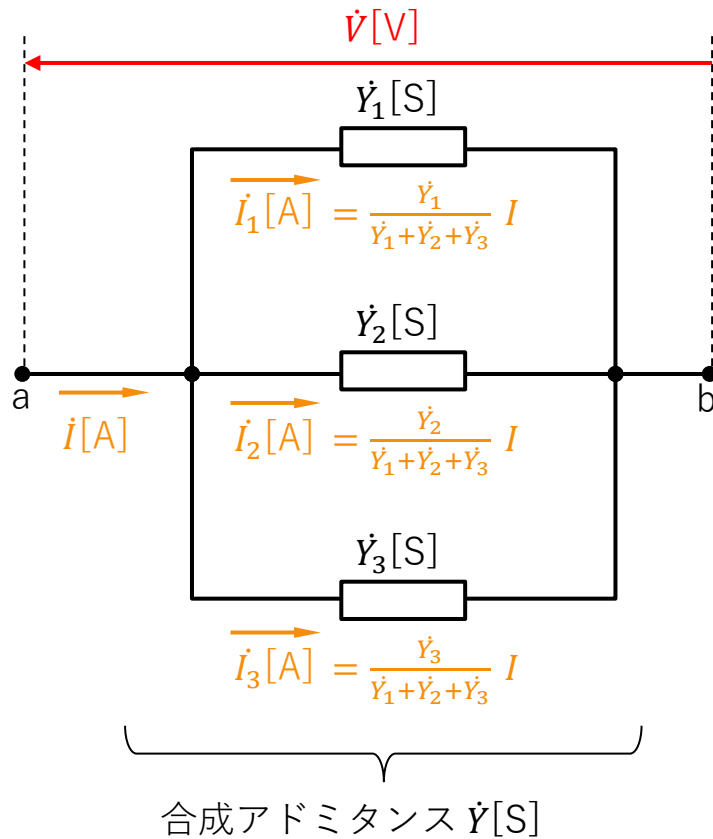 V̇[V]
Ẏ₁[S]
İ₁[A] = Ẏ₁/(Ẏ₁+Ẏ₂+Ẏ₃) I
Ẏ₂[S]
a
b
İ[A]
İ₂[A] = Ẏ₂/(Ẏ₁+Ẏ₂+Ẏ₃) I
Ẏ₃[S]
İ₃[A] = Ẏ₃/(Ẏ₁+Ẏ₂+Ẏ₃) I
合成アドミタンス Ẏ[S]